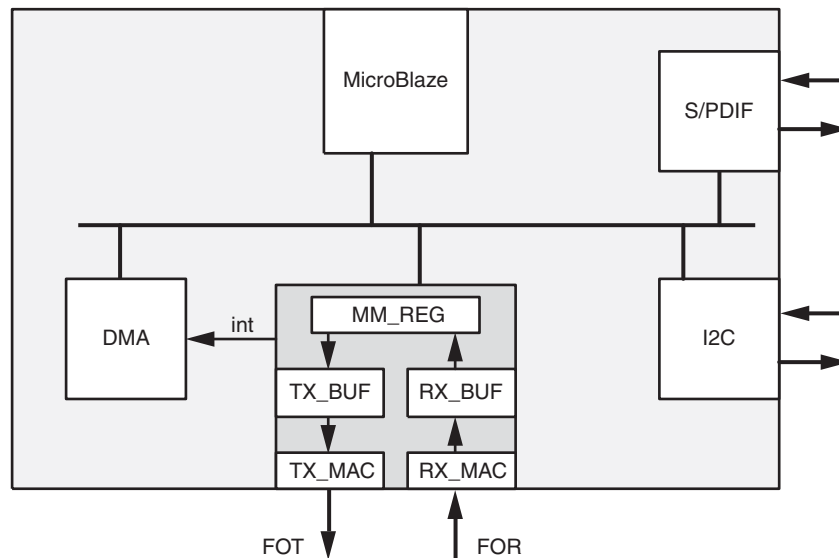 MicroBlaze
S/PDIF
DMA
int
MM_REG
I2C
TX_BUF
RX_BUF
TX_MAC
RX_MAC
FOT
FOR